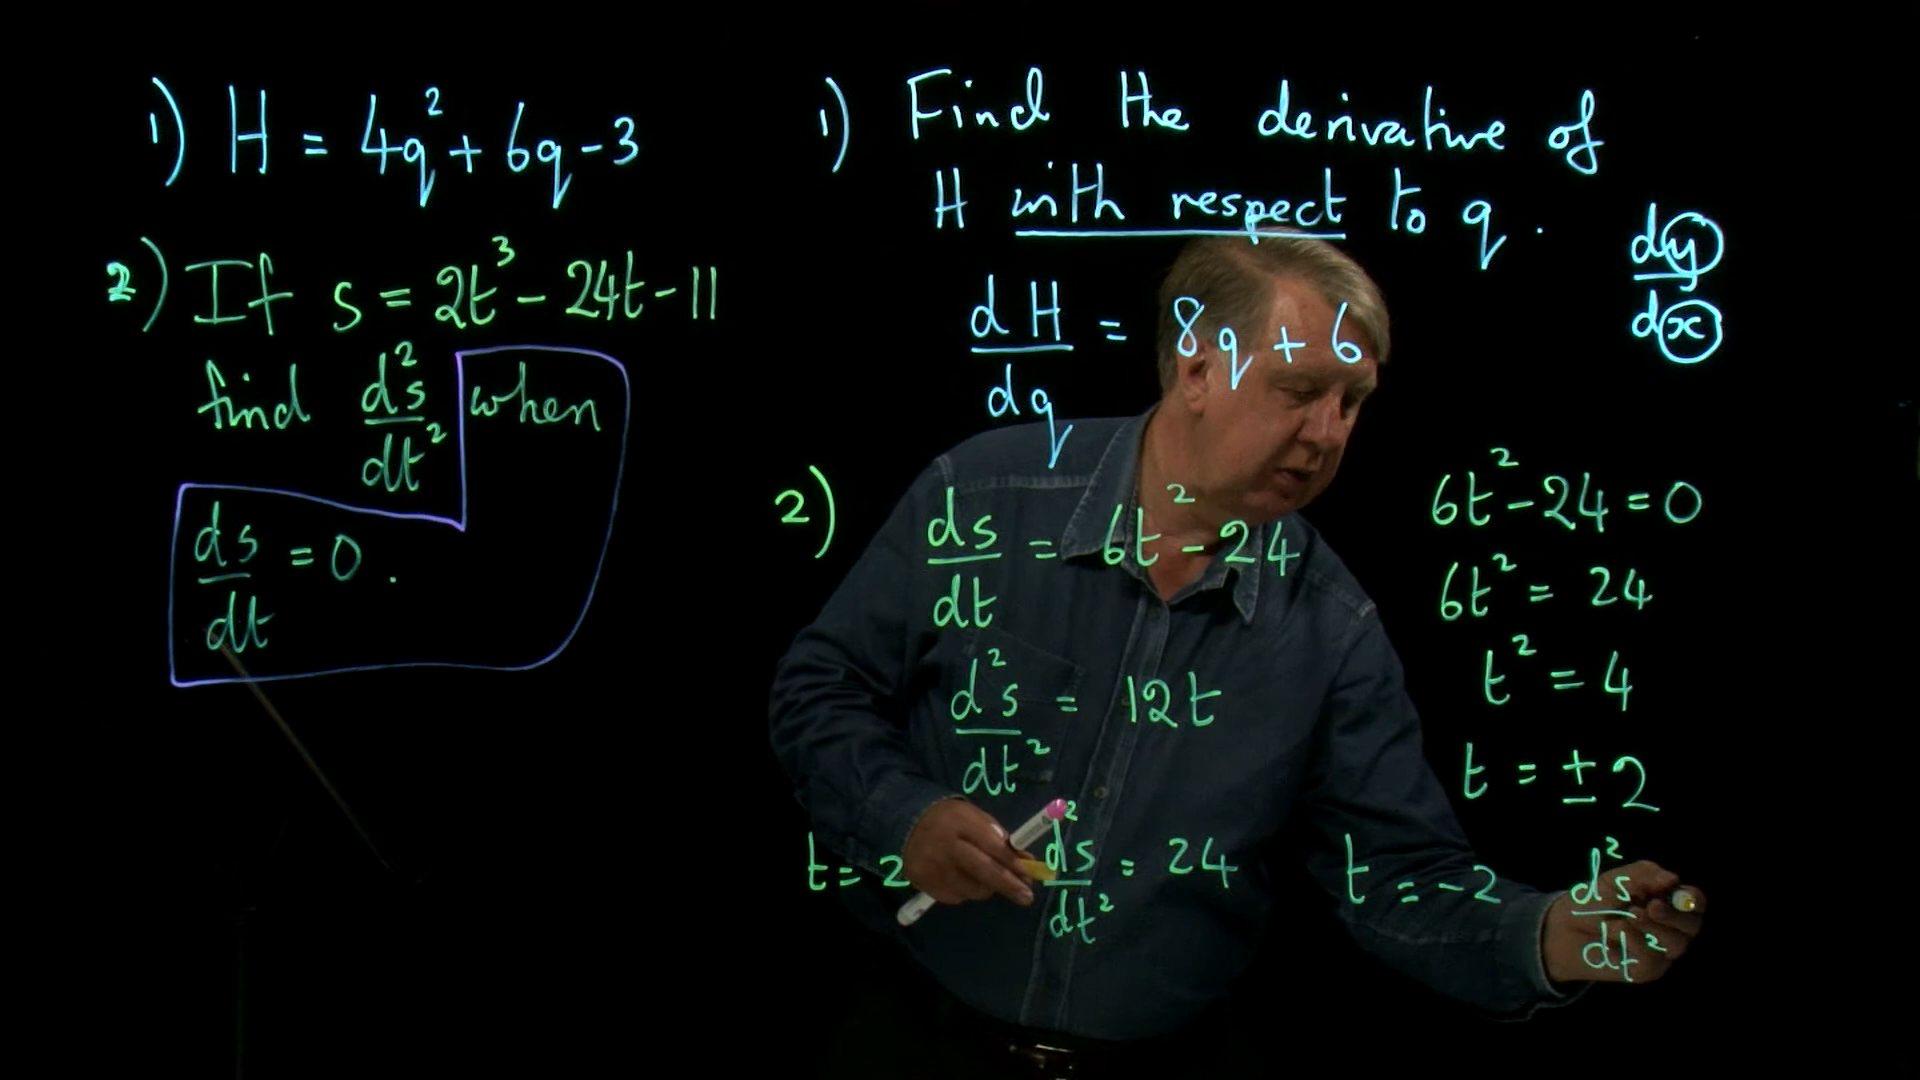 1) H = 4q² + 6q - 3
2) If s = 2t³ - 24t - 11
find d²s/dt² when
ds/dt = 0 .
1) Find the derivative of
H with respect to q .
dy/dx
dH/dq = 8q + 6
2) ds/dt = 6t² - 24
d²s/dt² = 12t
6t² - 24 = 0
6t² = 24
t² = 4
t = ± 2
t = 2 d²s/dt² = 24
t = -2 d²s/dt²